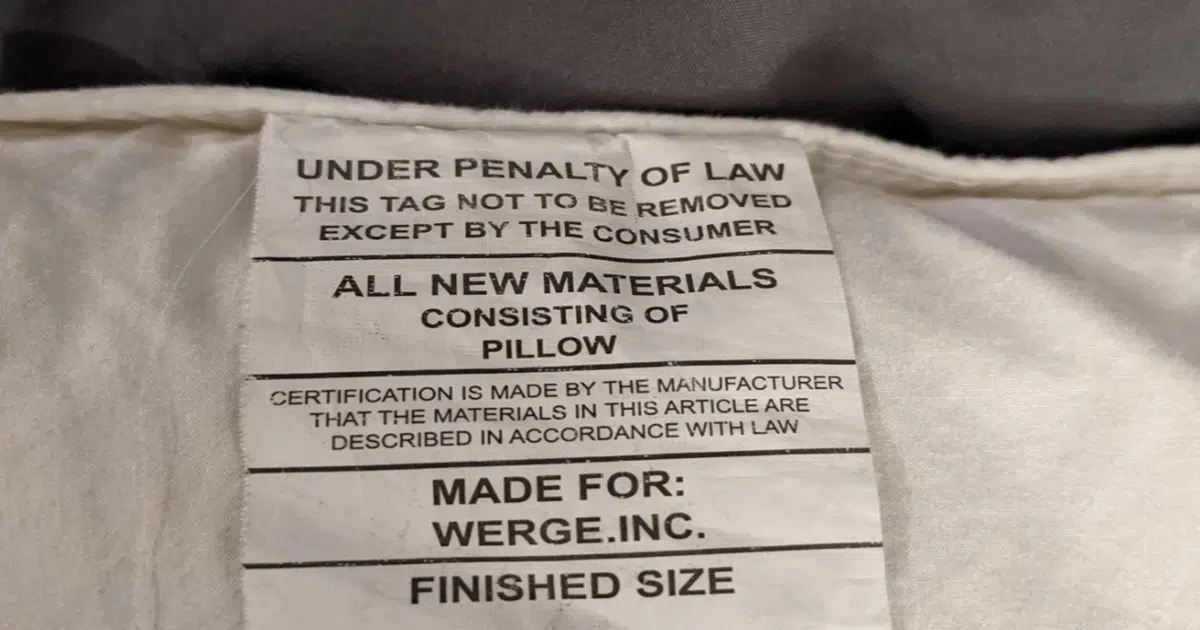 UNDER PENALTY OF LAW
THIS TAG NOT TO BE REMOVED
EXCEPT BY THE CONSUMER
ALL NEW MATERIALS
CONSISTING OF
PILLOW
CERTIFICATION IS MADE BY THE MANUFACTURER
THAT THE MATERIALS IN THIS ARTICLE ARE
DESCRIBED IN ACCORDANCE WITH LAW
MADE FOR:
WERGE.INC.
FINISHED SIZE